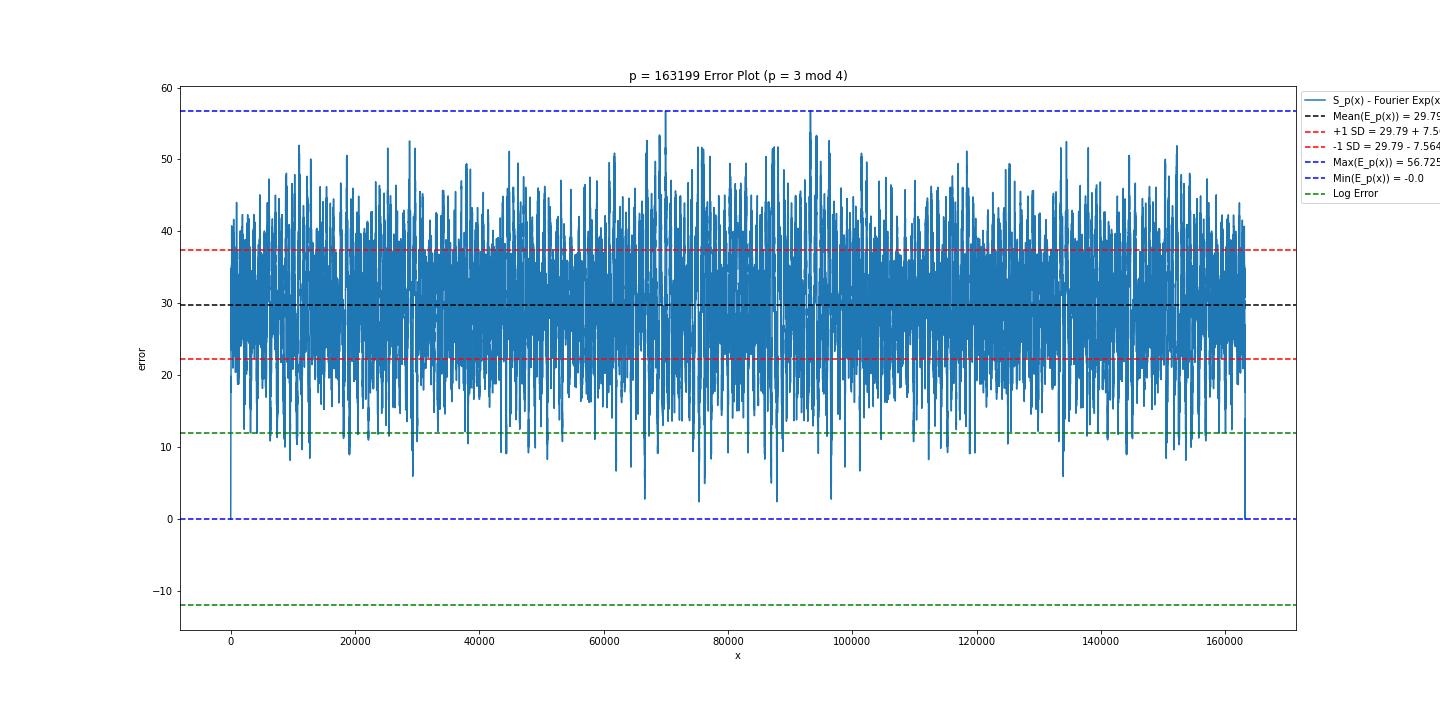 p = 163199 Error Plot (p = 3 mod 4)
60
50
40
30
20
10
0
−10
error
0 20000 40000 60000 80000 100000 120000 140000 160000
x
S_p(x) - Fourier Exp(x
Mean(E_p(x)) = 29.79
+1 SD = 29.79 + 7.5
-1 SD = 29.79 - 7.564
Max(E_p(x)) = 56.725
Min(E_p(x)) = -0.0
Log Error